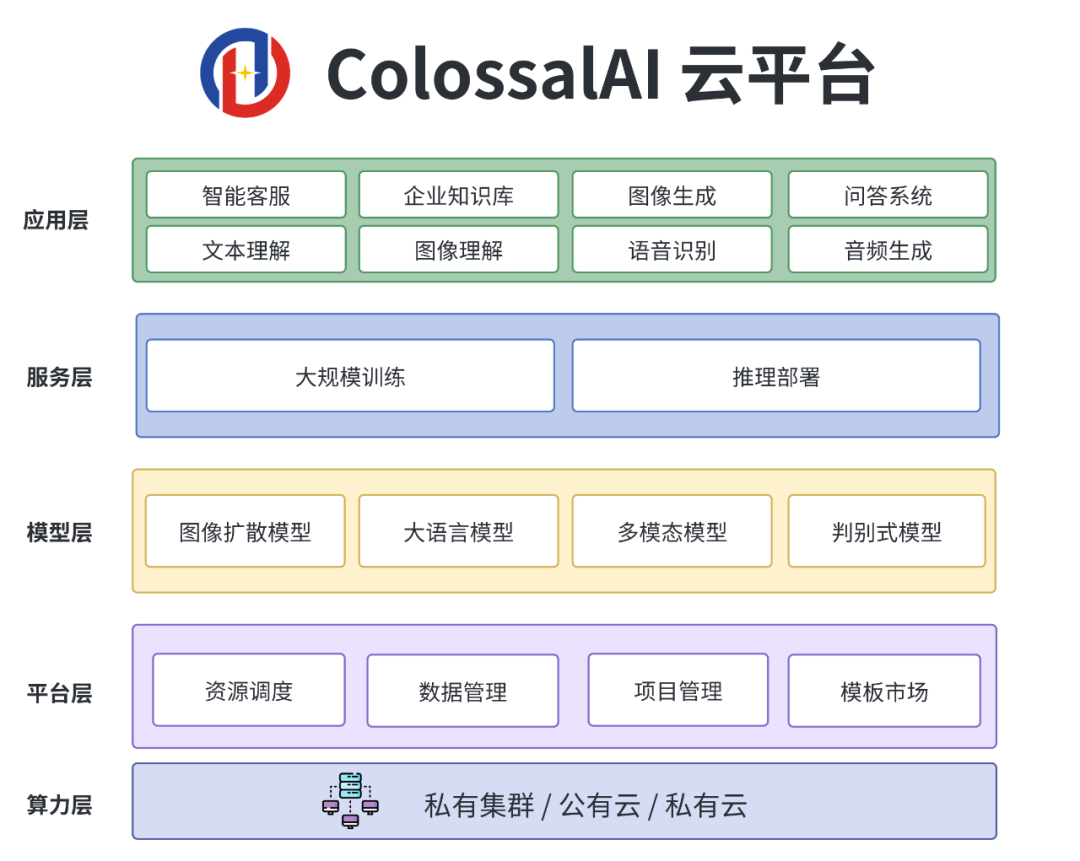 ColossalAI 云平台
应用层
智能客服 企业知识库 图像生成 问答系统
文本理解 图像理解 语音识别 音频生成
服务层
大规模训练 推理部署
模型层
图像扩散模型 大语言模型 多模态模型 判别式模型
平台层
资源调度 数据管理 项目管理 模板市场
算力层
私有集群 / 公有云 / 私有云